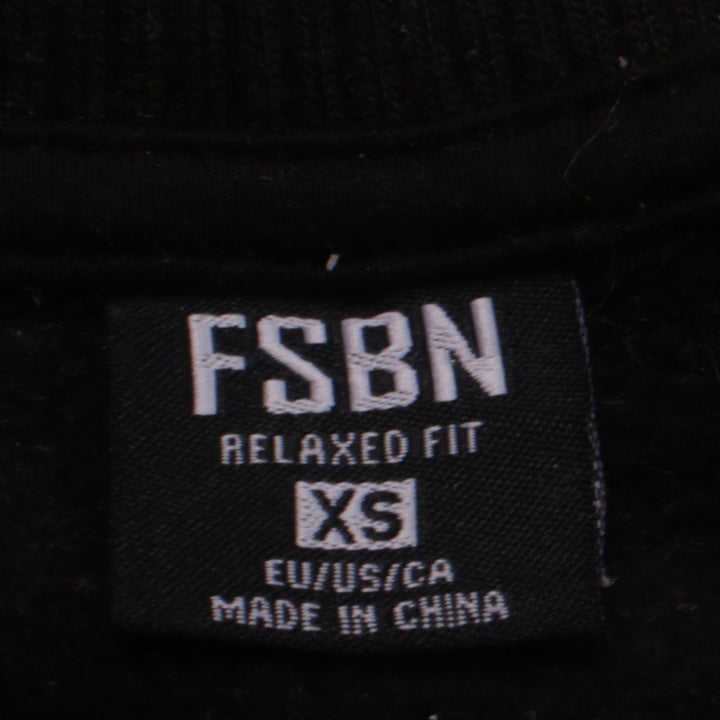 FSBN
RELAXED FIT
XS
EU/US/CA
MADE IN CHINA